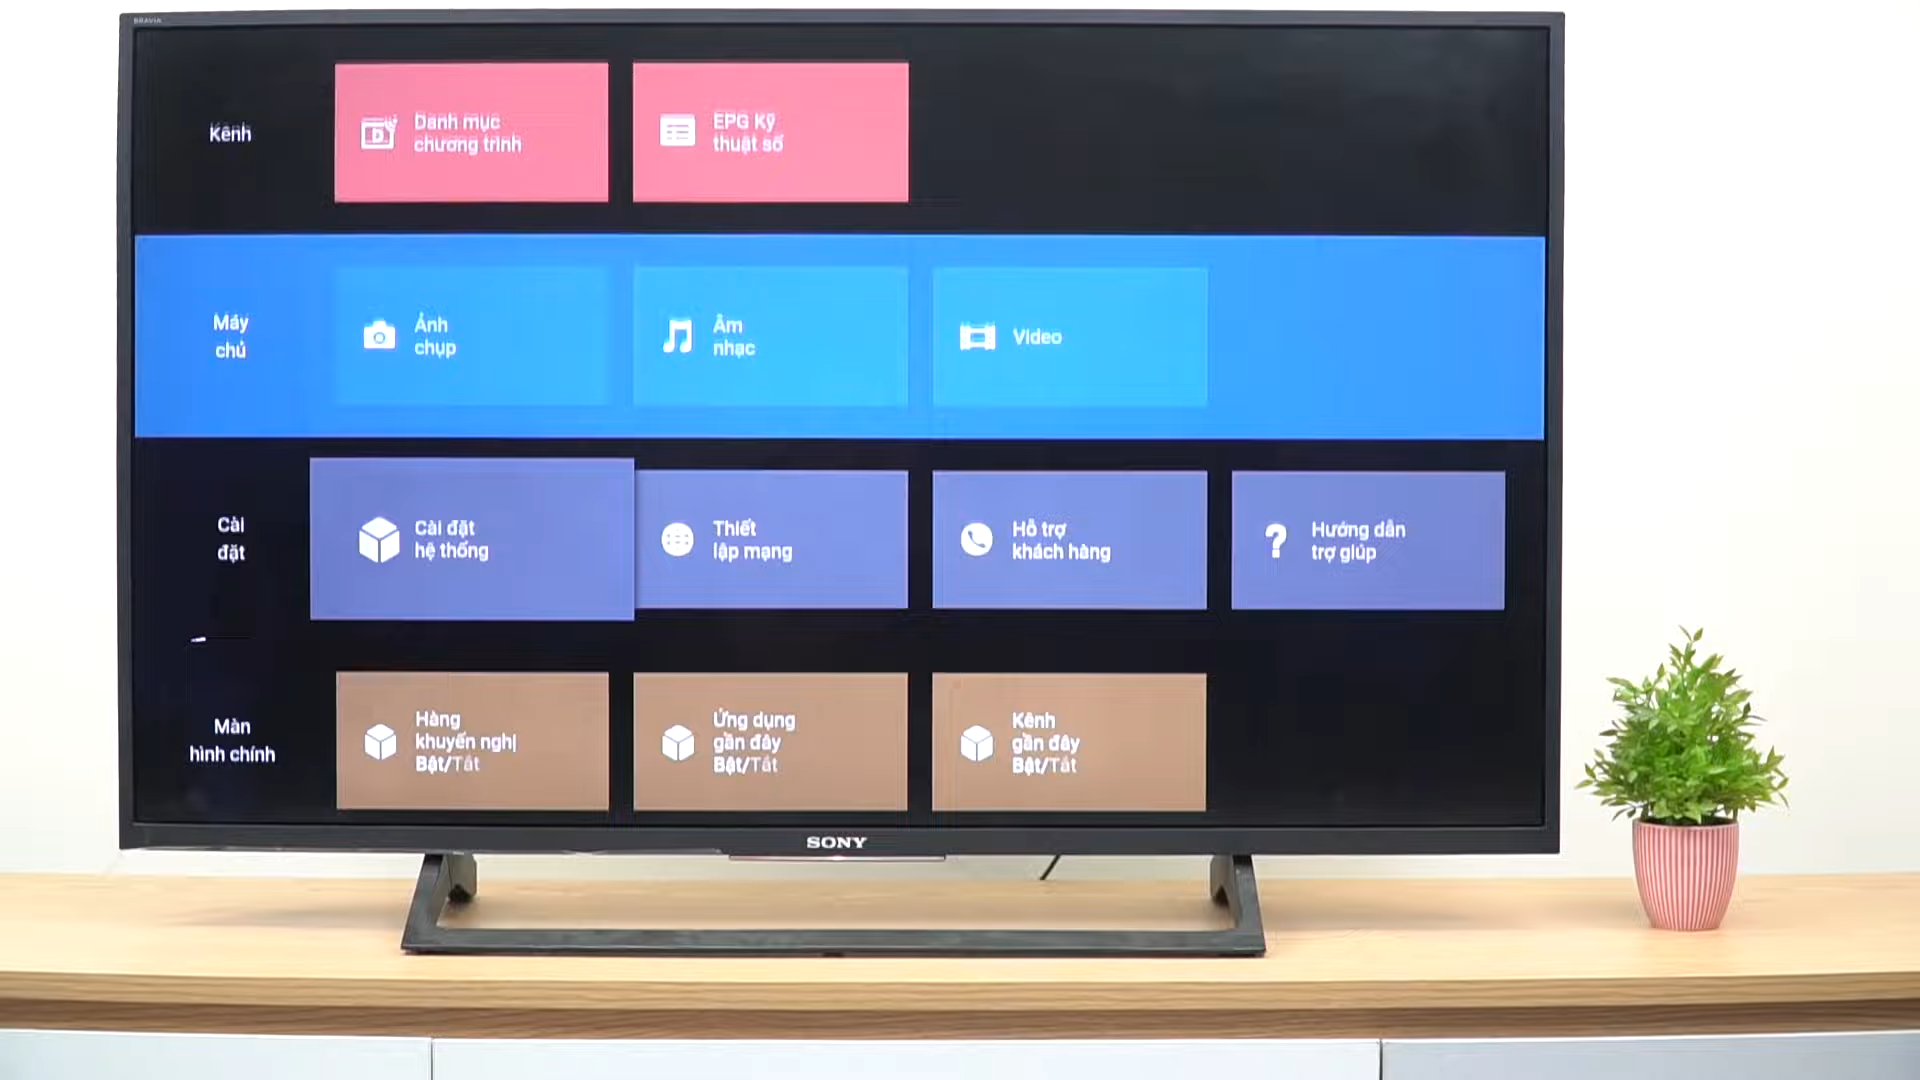 BRAVIA
Kênh
Danh mục
chương trình
EPG Kỹ
thuật số
Máy
chủ
Ảnh
chụp
Âm
nhạc
Video
Cài
đặt
Cài đặt
hệ thống
Thiết
lập mạng
Hỗ trợ
khách hàng
Hướng dẫn
trợ giúp
Màn
hình chính
Hàng
khuyến nghị
Bật/Tắt
Ứng dụng
gần đây
Bật/Tắt
Kênh
gần đây
Bật/Tắt
SONY